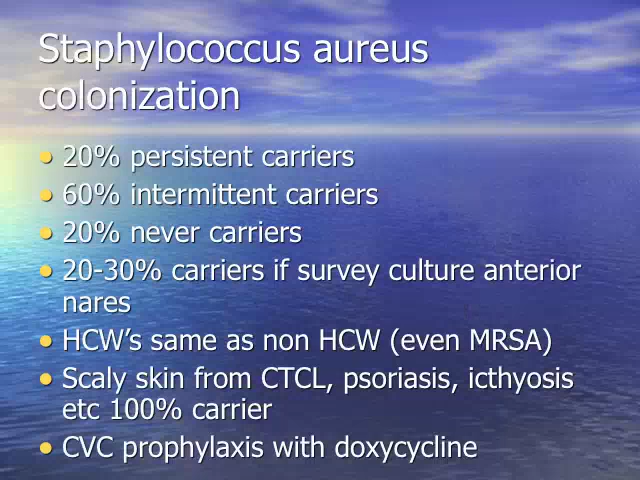 Staphylococcus aureus
colonization
• 20% persistent carriers
• 60% intermittent carriers
• 20% never carriers
• 20-30% carriers if survey culture anterior
nares
• HCW's same as non HCW (even MRSA)
• Scaly skin from CTCL, psoriasis, icthyosis
etc 100% carrier
• CVC prophylaxis with doxycycline